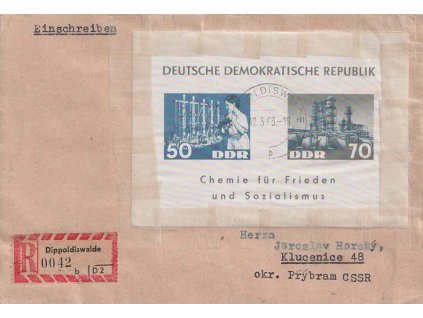 Einschreiben
DEUTSCHE DEMOKRATISCHE REPUBLIK
50 DDR
DDR 70
Chemie für Frieden
und Sozialismus
R Dippoldiswalde
0042 b D2
Herrn
Jaroslav Horský,
Klucenice 48
okr. Prybram CSSR